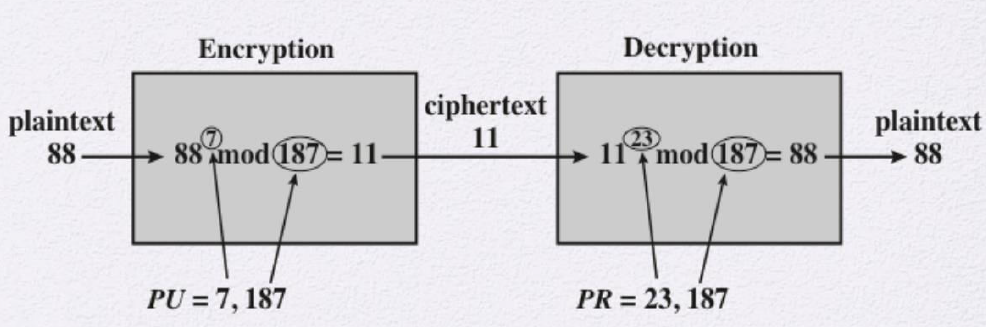 Encryption
plaintext
88
88^7 mod 187 = 11
PU = 7, 187
ciphertext
11
Decryption
11^23 mod 187 = 88
PR = 23, 187
plaintext
88